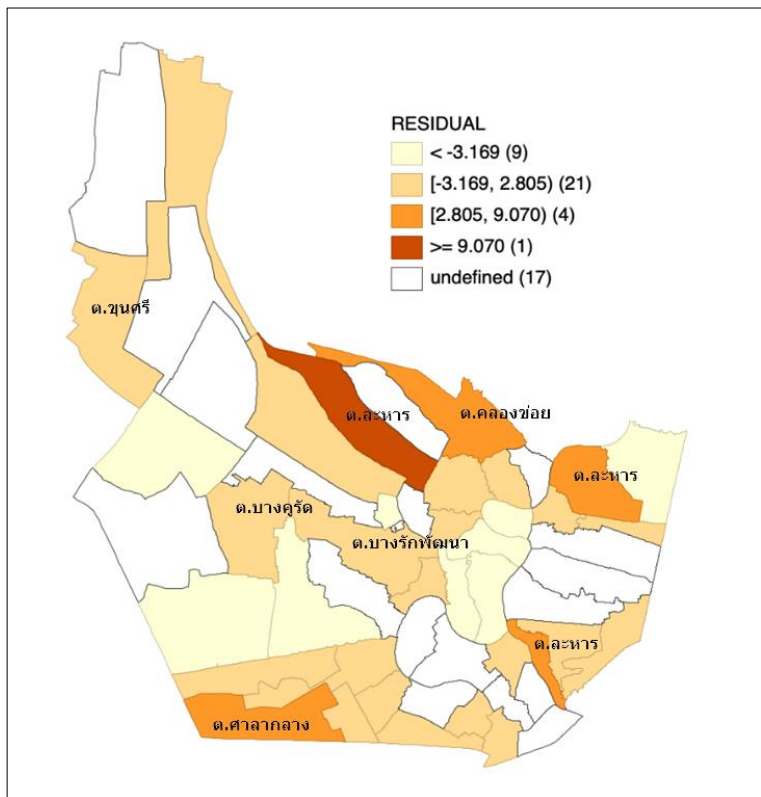 RESIDUAL
< -3.169 (9)
[-3.169, 2.805) (21)
[2.805, 9.070) (4)
>= 9.070 (1)
undefined (17)
ต.ขุนศรี
ต.ละหาร
ต.คลองข่อย
ต.ละหาร
ต.บางคูรัด
ต.บางรักพัฒนา
ต.ละหาร
ต.ศาลากลาง